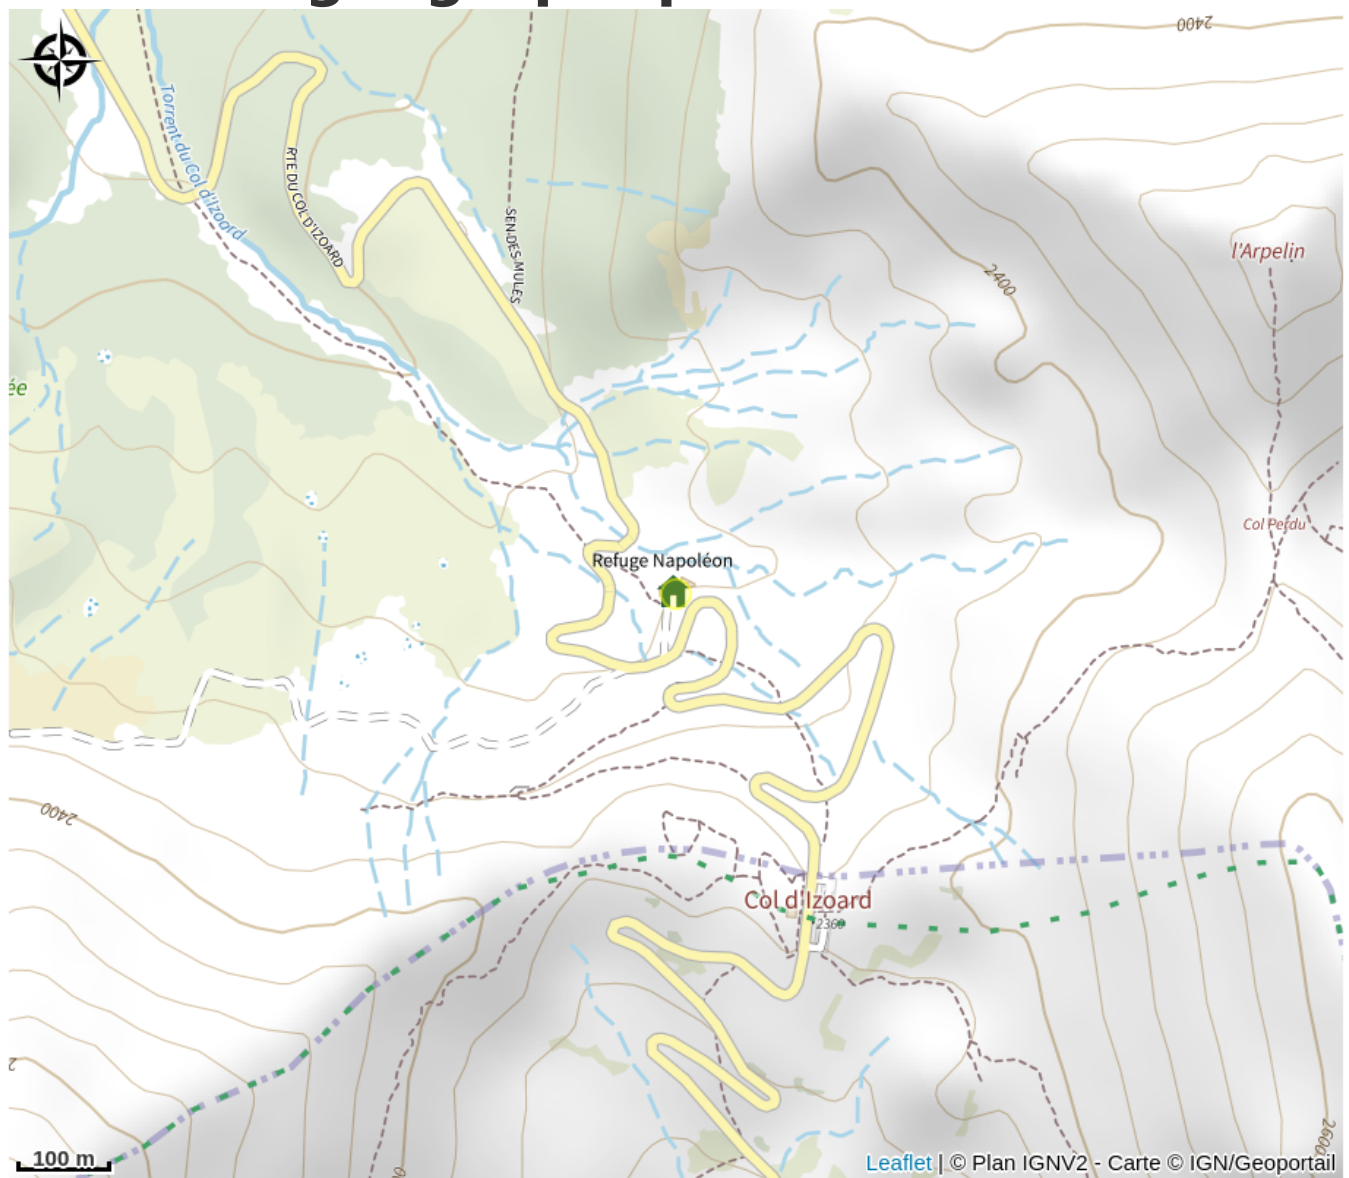 2400
Torrent du Col d'Izoard
RTE DU COL D'IZOARD
SEN DES MULES
l'Arpelin
2400
ée
Col Perdu
Refuge Napoléon
2400
Col d'Izoard
2360
2600
100 m
Leaflet | © Plan IGNV2 - Carte © IGN/Geoportail